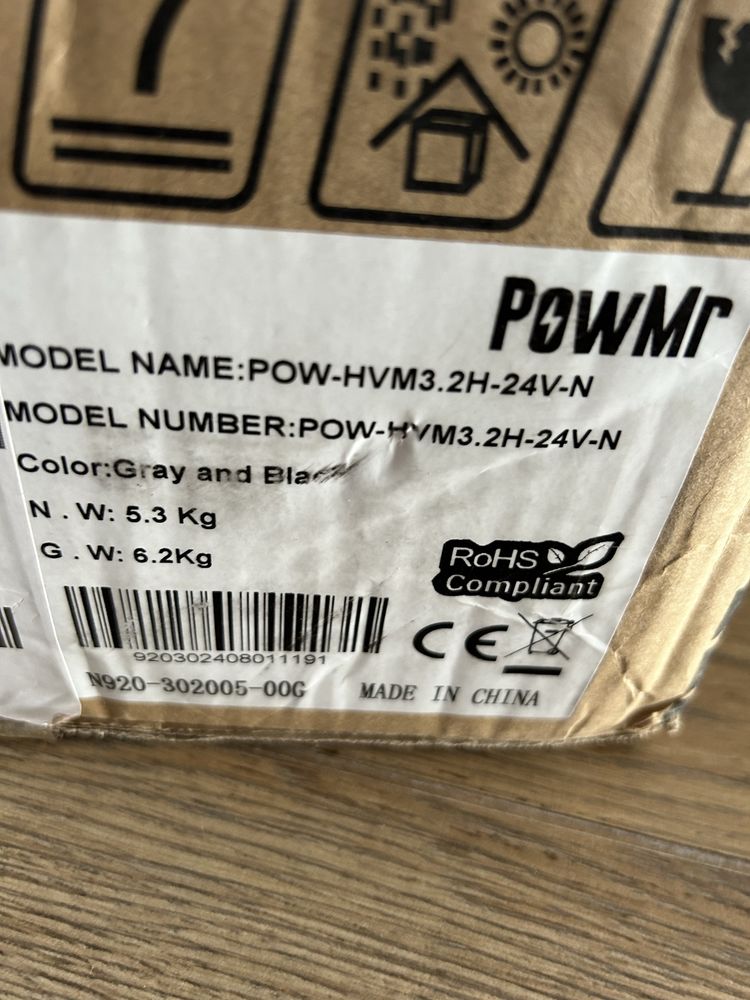 PowMr
MODEL NAME:POW-HVM3.2H-24V-N
MODEL NUMBER:POW-HVM3.2H-24V-N
Color:Gray and Black
N . W: 5.3 Kg
G . W: 6.2Kg
RoHS
Compliant
920302408011191
CE
N920-302005-00G
MADE IN CHINA